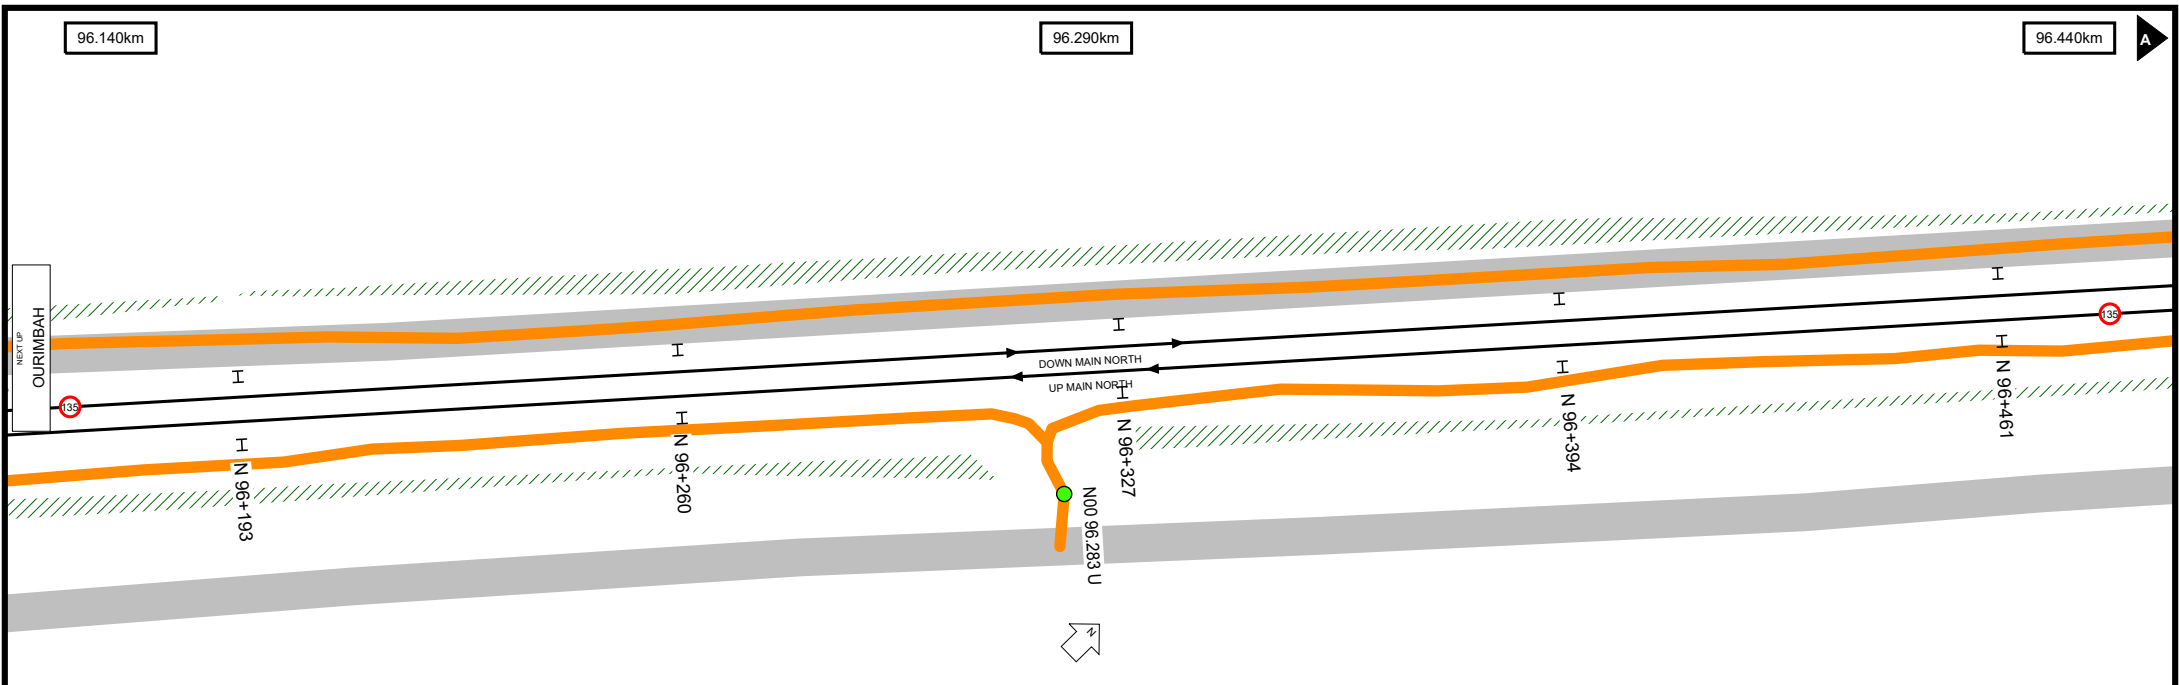 96.140km
96.290km
96.440km
A
NEXT UP
OURIMBAH
135
135
DOWN MAIN NORTH
UP MAIN NORTH
N 96+193
N 96+260
N 96+327
N 96+394
N 96+461
N00 96.283 U
N